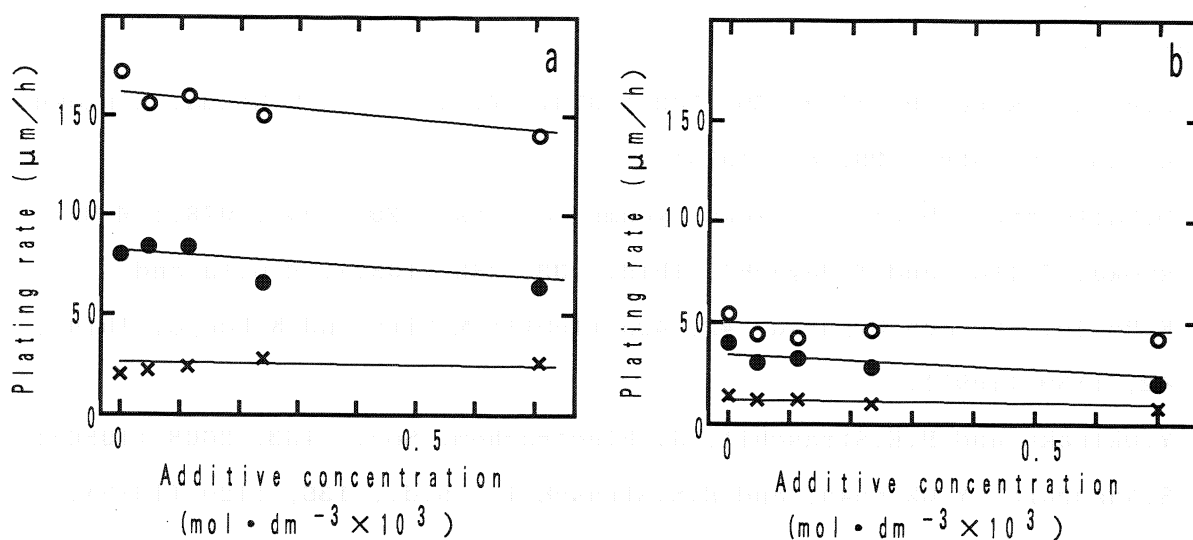 a
150
100
50
0
Plating rate (μm/h)
0
0.5
Additive concentration
(mol·dm⁻³×10³)
b
150
100
50
0
Plating rate (μm/h)
0
0.5
Additive concentration
(mol·dm⁻³×10³)